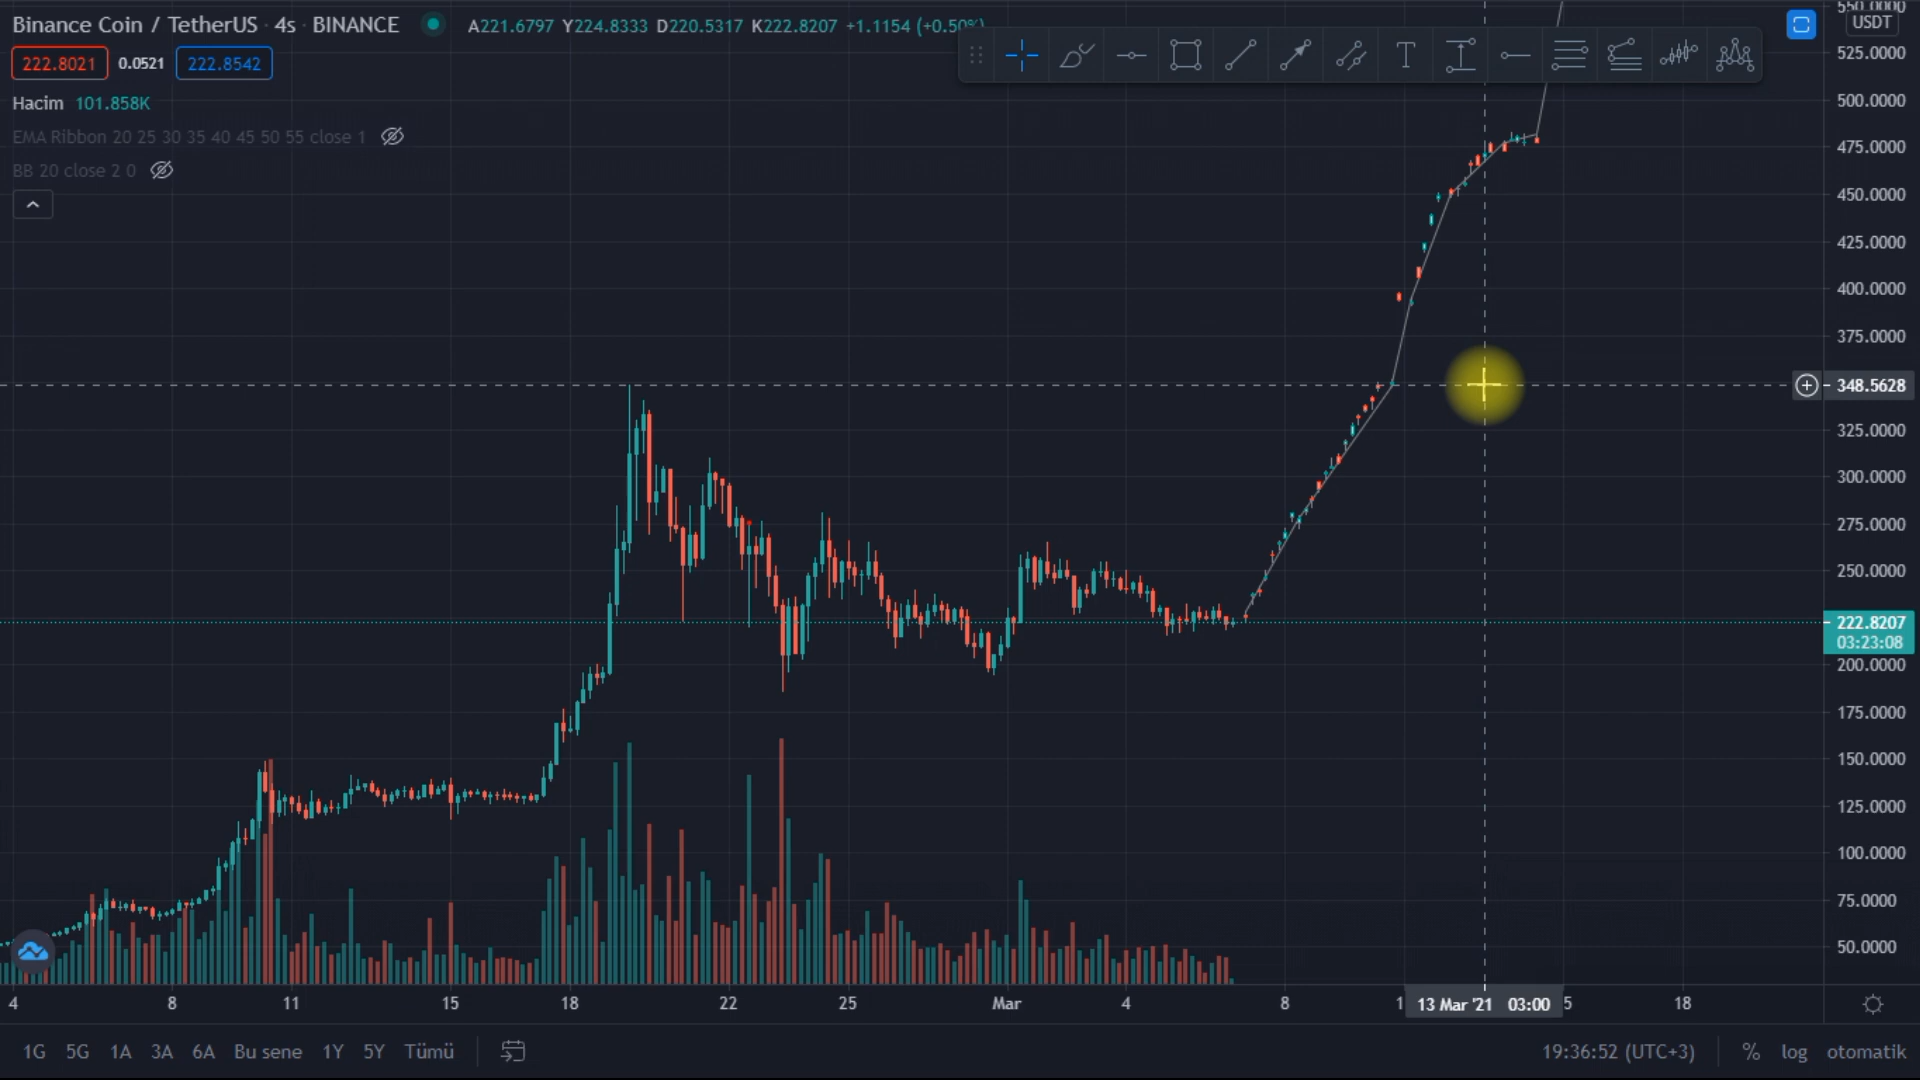 Binance Coin / TetherUS · 4s · BINANCE A221.6797 Y224.8333 D220.5317 K222.8207 +1.1154 (+0.50%)
222.8021 0.0521 222.8542
Hacim 101.858K
EMA Ribbon 20 25 30 35 40 45 50 55 close 1
BB 20 close 2 0
T
550.0000
USDT
525.0000
500.0000
475.0000
450.0000
425.0000
400.0000
375.0000
348.5628
325.0000
300.0000
275.0000
250.0000
222.8207
03:23:08
200.0000
175.0000
150.0000
125.0000
100.0000
75.0000
50.0000
4 8 11 15 18 22 25 Mar 4 8 1 13 Mar '21 03:00 5 18
1G 5G 1A 3A 6A Bu sene 1Y 5Y Tümü 19:36:52 (UTC+3) % log otomatik